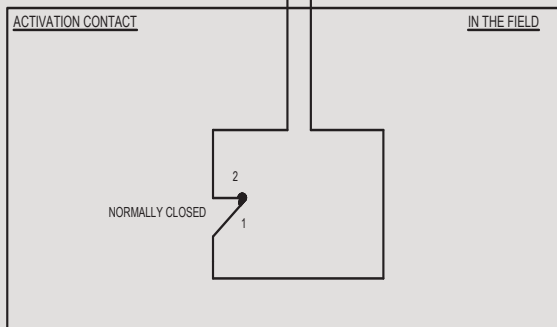 ACTIVATION CONTACT
IN THE FIELD
2
NORMALLY CLOSED
1